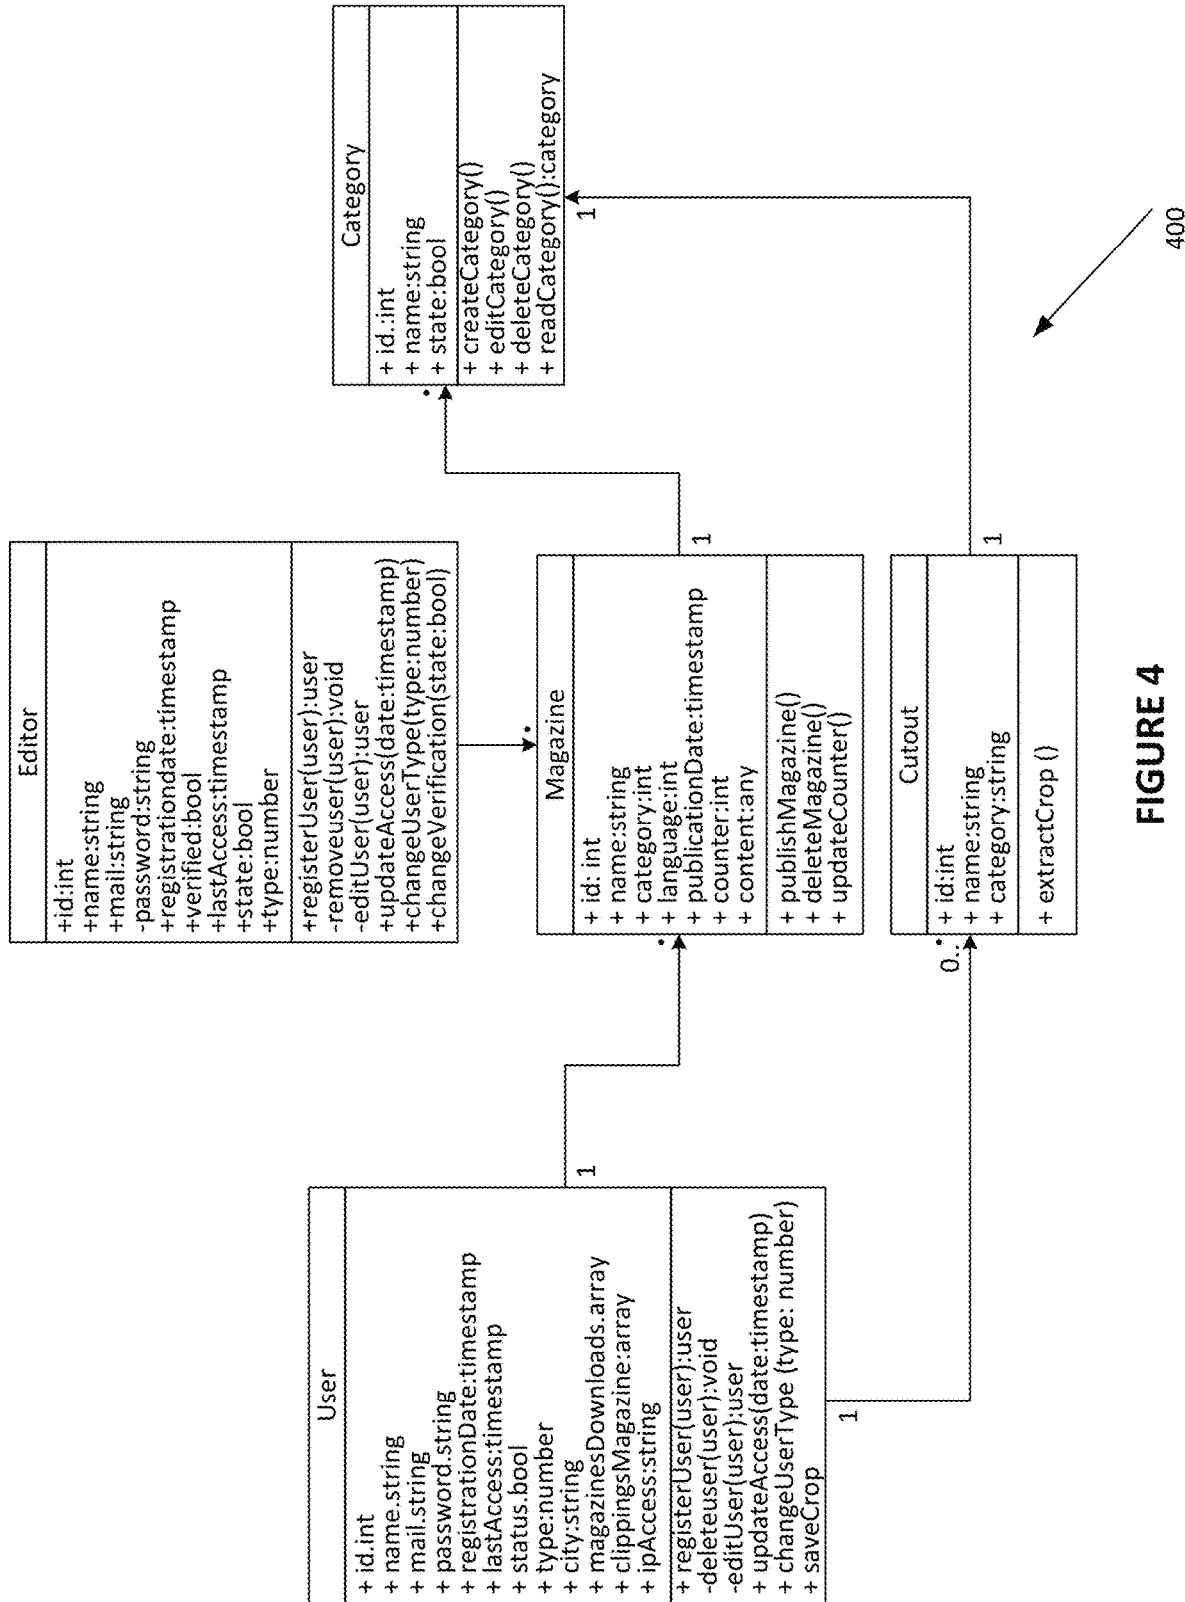 User
+ id.int
+ name.string
+ mail.string
+ password.string
+ registrationDate:timestamp
+ lastAccess:timestamp
+ status.bool
+ type:number
+ city:string
+ magazinesDownloads.array
+ clippingsMagazine:array
+ ipAccess:string
+ registerUser(user):user
-deleteuser(user):void
-editUser(user):user
+ updateAccess(date:timestamp)
+ changeUserType (type: number)
+ saveCrop
1
1
Editor
+id:int
+name:string
+mail:string
-password:string
+registrationdate:timestamp
+verified:bool
+lastAccess:timestamp
+state:bool
+type:number
+registerUser(user):user
-removeuser(user):void
-editUser(user):user
+updateAccess(date:timestamp)
+changeUserType(type:number)
+changeVerification(state:bool)
*
*
Magazine
+ id: int
+ name:string
+ category:int
+ language:int
+ publicationDate:timestamp
+ counter:int
+ content:any
+ publishMagazine()
+ deleteMagazine()
+ updateCounter()
1
0..*
Cutout
+ id:int
+ name:string
+ category:string
+ extractCrop ()
1
*
Category
+ id.:int
+ name:string
+ state:bool
+ createCategory()
+ editCategory()
+ deleteCategory()
+ readCategory():category
1
400
FIGURE 4